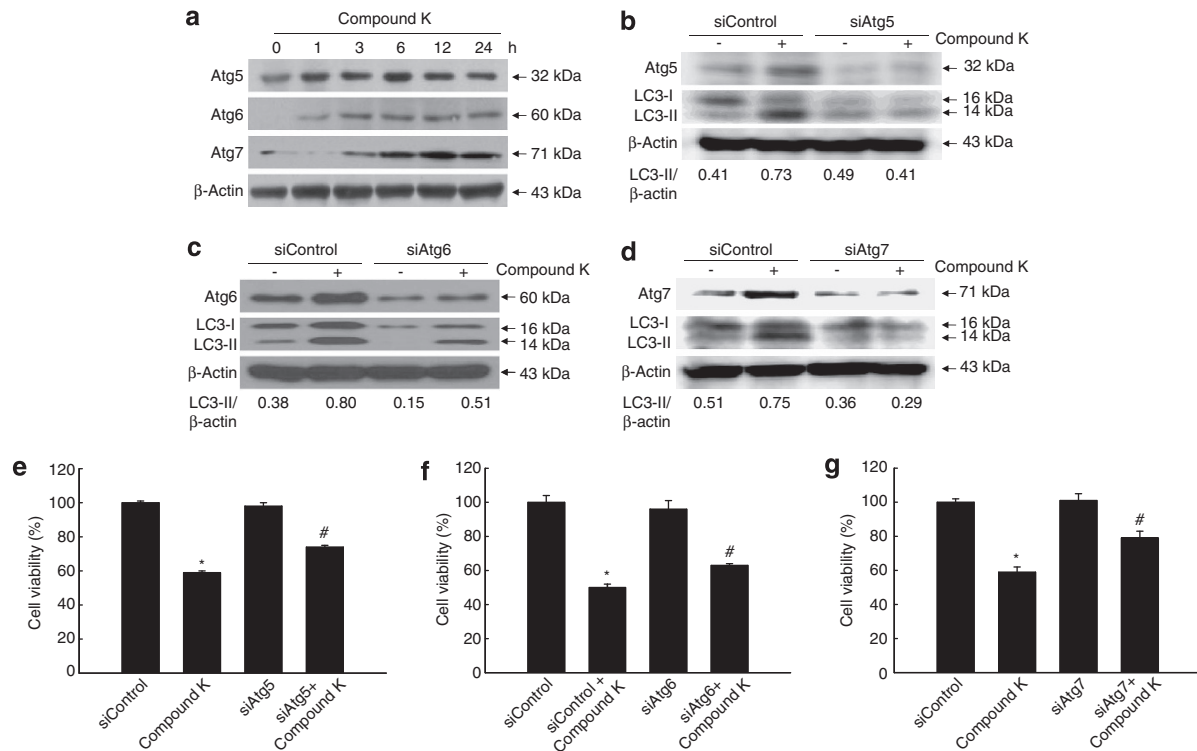 a
Compound K
0 1 3 6 12 24 h
Atg5 ← 32 kDa
Atg6 ← 60 kDa
Atg7 ← 71 kDa
β-Actin ← 43 kDa
b
siControl siAtg5
- + - + Compound K
Atg5 ← 32 kDa
LC3-I ← 16 kDa
LC3-II ← 14 kDa
β-Actin ← 43 kDa
LC3-II/ 0.41 0.73 0.49 0.41
β-actin
c
siControl siAtg6
- + - + Compound K
Atg6 ← 60 kDa
LC3-I ← 16 kDa
LC3-II ← 14 kDa
β-Actin ← 43 kDa
LC3-II/ 0.38 0.80 0.15 0.51
β-actin
d
siControl siAtg7
- + - + Compound K
Atg7 ← 71 kDa
LC3-I ← 16 kDa
LC3-II ← 14 kDa
β-Actin ← 43 kDa
LC3-II/ 0.51 0.75 0.36 0.29
β-actin
e
Cell viability (%)
120
100
80
60
40
20
0
*
#
siControl
Compound K
siAtg5
siAtg5+
Compound K
f
Cell viability (%)
120
100
80
60
40
20
0
*
#
siControl
siControl +
Compound K
siAtg6
siAtg6+
Compound K
g
Cell viability (%)
120
100
80
60
40
20
0
*
#
siControl
Compound K
siAtg7
siAtg7+
Compound K